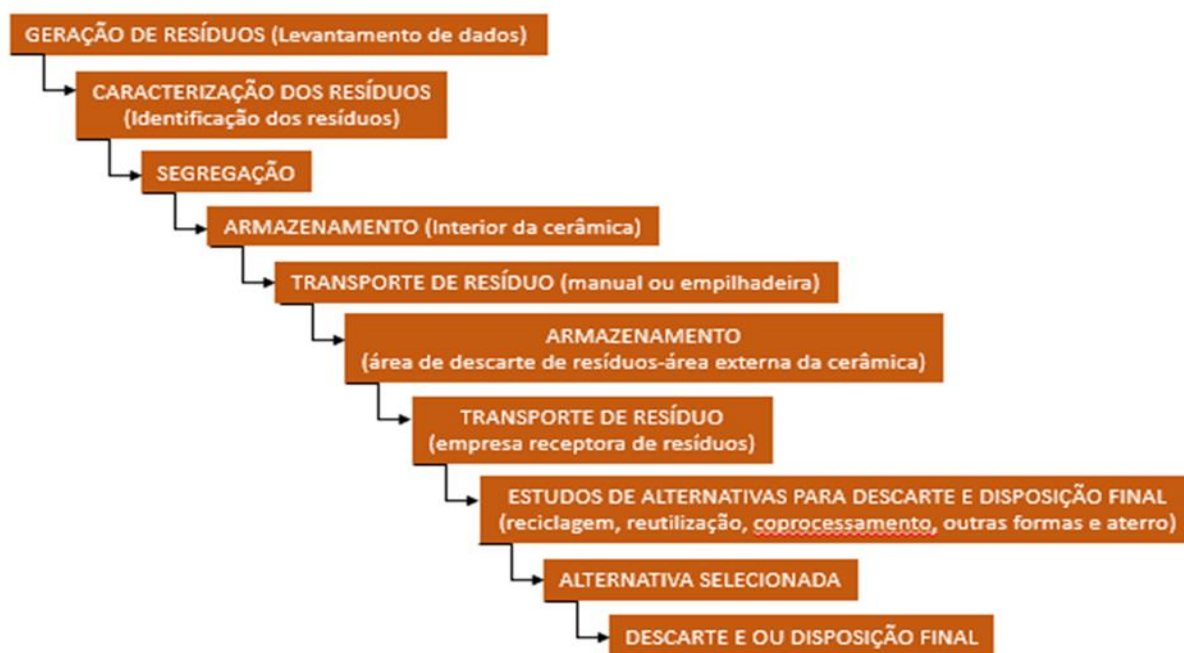 GERAÇÃO DE RESÍDUOS (Levantamento de dados)
CARACTERIZAÇÃO DOS RESÍDUOS
(Identificação dos resíduos)
SEGREGAÇÃO
ARMAZENAMENTO (Interior da cerâmica)
TRANSPORTE DE RESÍDUO (manual ou empilhadeira)
ARMAZENAMENTO
(área de descarte de resíduos-área externa da cerâmica)
TRANSPORTE DE RESÍDUO
(empresa receptora de resíduos)
ESTUDOS DE ALTERNATIVAS PARA DESCARTE E DISPOSIÇÃO FINAL
(reciclagem, reutilização, coprocessamento, outras formas e aterro)
ALTERNATIVA SELECIONADA
DESCARTE E OU DISPOSIÇÃO FINAL